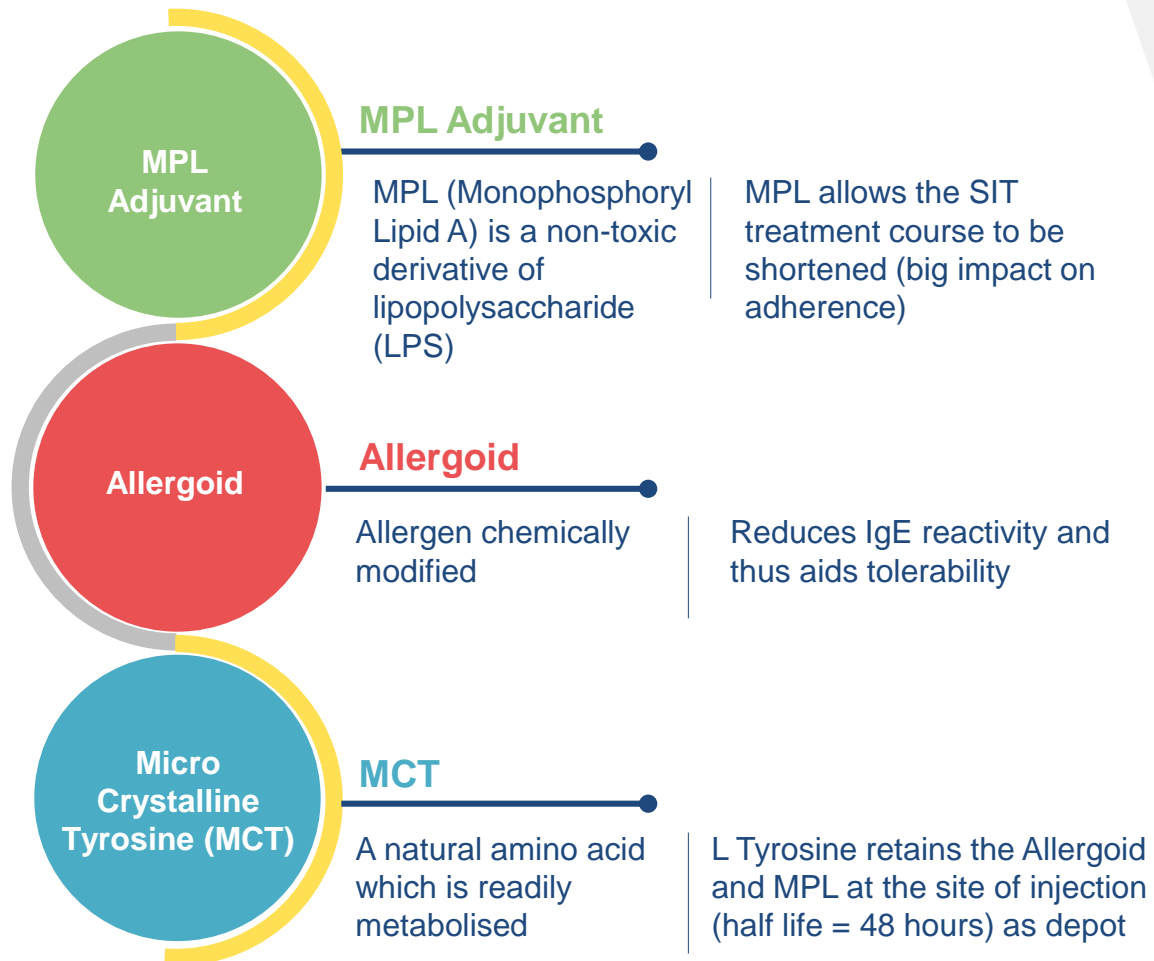 MPL
Adjuvant
MPL Adjuvant
MPL (Monophosphoryl
Lipid A) is a non-toxic
derivative of
lipopolysaccharide
(LPS)
MPL allows the SIT
treatment course to be
shortened (big impact on
adherence)
Allergoid
Allergoid
Allergen chemically
modified
Reduces IgE reactivity and
thus aids tolerability
Micro
Crystalline
Tyrosine (MCT)
MCT
A natural amino acid
which is readily
metabolised
L Tyrosine retains the Allergoid
and MPL at the site of injection
(half life = 48 hours) as depot